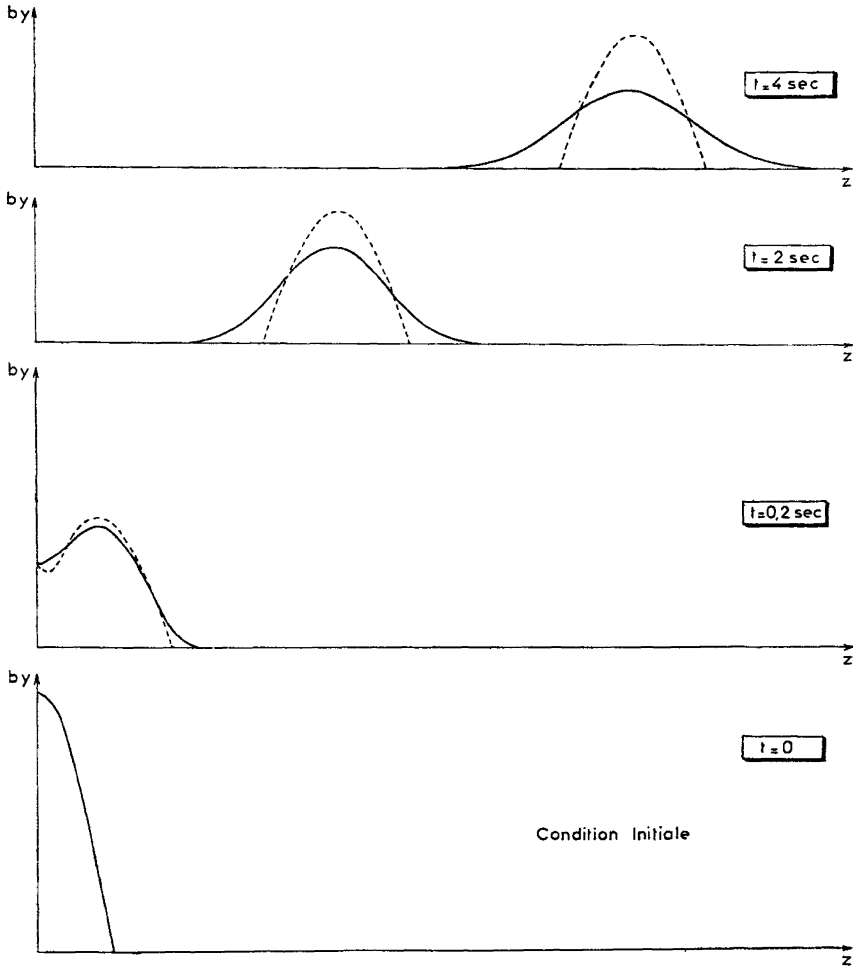 by
t=4 sec
z
by
t=2 sec
z
by
t=0,2 sec
z
by
t=0
Condition Initiale
z